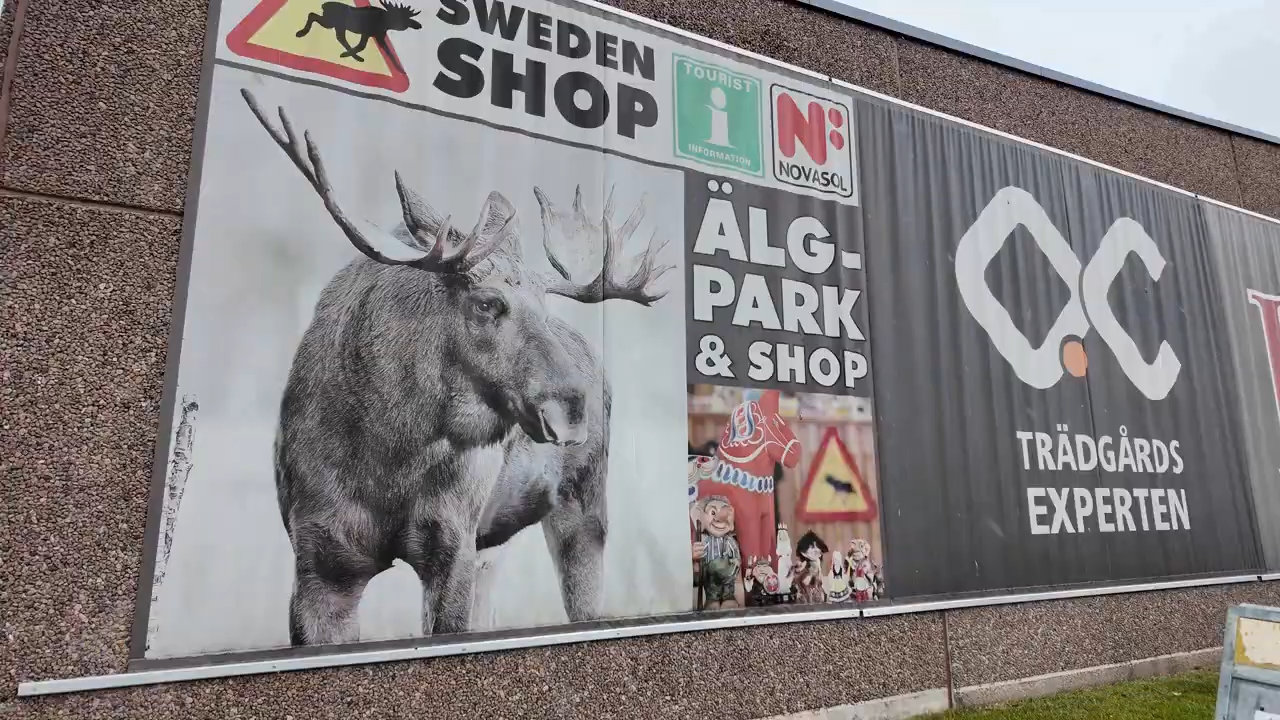 SWEDEN
SHOP
TOURIST
i
INFORMATION
N:
NOVASOL
ÄLG-
PARK
& SHOP
TRÄDGÅRDS
EXPERTEN